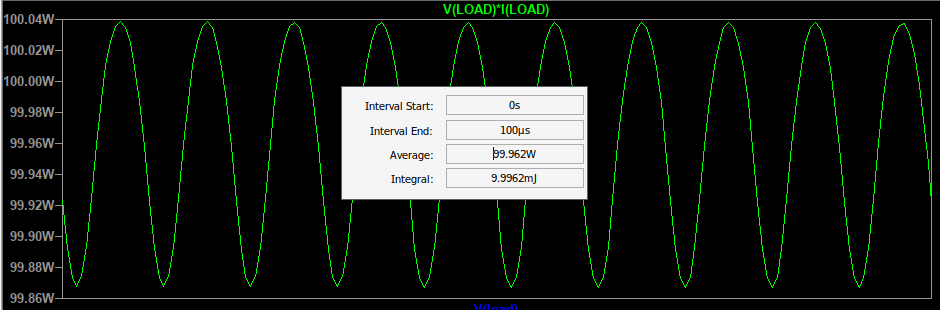 V(LOAD)*I(LOAD)
100.04W
100.02W
100.00W
99.98W
99.96W
99.94W
99.92W
99.90W
99.88W
99.86W
Interval Start: 0s
Interval End: 100µs
Average: 99.962W
Integral: 9.9962mJ
V(load)